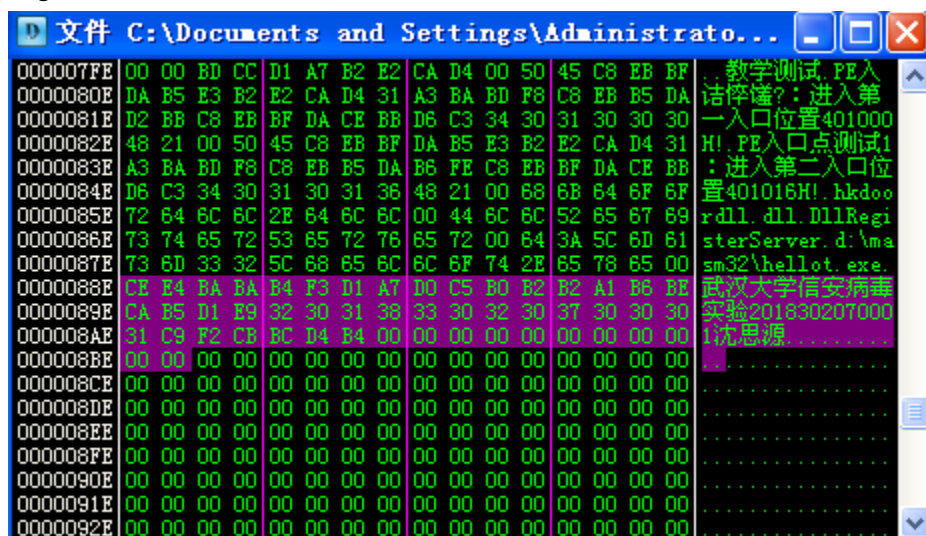 文件 C:\Documents and Settings\Administrato...
000007FE 00 00 BD CC D1 A7 B2 E2 CA D4 00 50 45 C8 EB BF ..教学测试.PE入
0000080E DA B5 E3 B2 E2 CA D4 31 A3 BA BD F8 C8 EB B5 DA 诘悴馐?：进入第
0000081E D2 BB C8 EB BF DA CE BB D6 C3 34 30 31 30 30 30 一入口位置401000
0000082E 48 21 00 50 45 C8 EB BF DA B5 E3 B2 E2 CA D4 31 H!.PE入口点测试1
0000083E A3 BA BD F8 C8 EB B5 DA B6 FE C8 EB BF DA CE BB ：进入第二入口位
0000084E D6 C3 34 30 31 30 31 36 48 21 00 68 6B 64 6F 6F 置401016H!.hkdoo
0000085E 72 64 6C 6C 2E 64 6C 6C 00 44 6C 6C 52 65 67 69 rdll.dll.DllRegi
0000086E 73 74 65 72 53 65 72 76 65 72 00 64 3A 5C 6D 61 sterServer.d:\ma
0000087E 73 6D 33 32 5C 68 65 6C 6C 6F 74 2E 65 78 65 00 sm32\hellot.exe.
0000088E CE E4 BA BA B4 F3 D1 A7 D0 C5 B0 B2 B2 A1 B6 BE 武汉大学信安病毒
0000089E CA B5 D1 E9 32 30 31 38 33 30 32 30 37 30 30 30 实验201830207000
000008AE 31 C9 F2 CB BC D4 B4 00 00 00 00 00 00 00 00 00 1沈思源.........
000008BE 00 00 00 00 00 00 00 00 00 00 00 00 00 00 00 00 ................
000008CE 00 00 00 00 00 00 00 00 00 00 00 00 00 00 00 00 ................
000008DE 00 00 00 00 00 00 00 00 00 00 00 00 00 00 00 00 ................
000008EE 00 00 00 00 00 00 00 00 00 00 00 00 00 00 00 00 ................
000008FE 00 00 00 00 00 00 00 00 00 00 00 00 00 00 00 00 ................
0000090E 00 00 00 00 00 00 00 00 00 00 00 00 00 00 00 00 ................
0000091E 00 00 00 00 00 00 00 00 00 00 00 00 00 00 00 00 ................
0000092E 00 00 00 00 00 00 00 00 00 00 00 00 00 00 00 00 ................